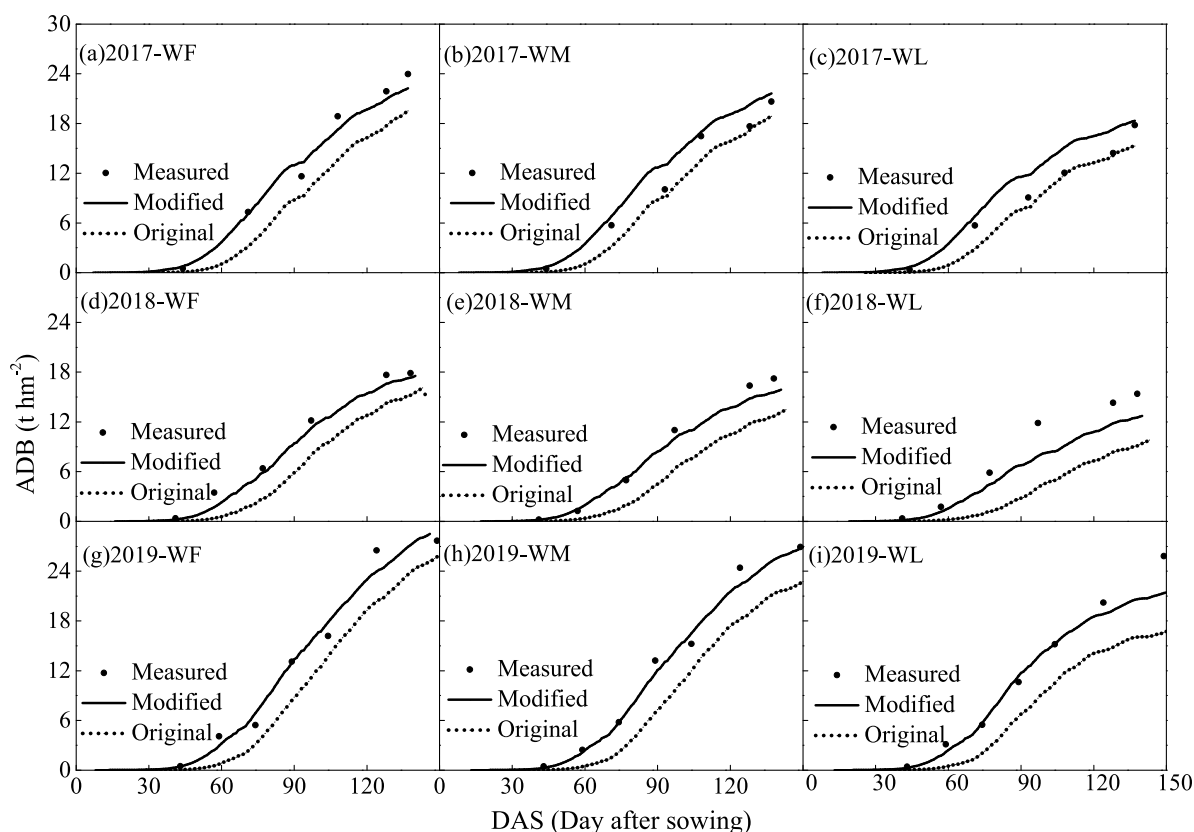 30
24
18
12
6
0
(a)2017-WF
Measured
Modified
Original
(b)2017-WM
Measured
Modified
Original
(c)2017-WL
Measured
Modified
Original
24
18
12
6
0
(d)2018-WF
Measured
Modified
Original
(e)2018-WM
Measured
Modified
Original
(f)2018-WL
Measured
Modified
Original
24
18
12
6
0
(g)2019-WF
Measured
Modified
Original
(h)2019-WM
Measured
Modified
Original
(i)2019-WL
Measured
Modified
Original
ADB (t hm⁻²)
0 30 60 90 120 0 30 60 90 120 0 30 60 90 120 150
DAS (Day after sowing)